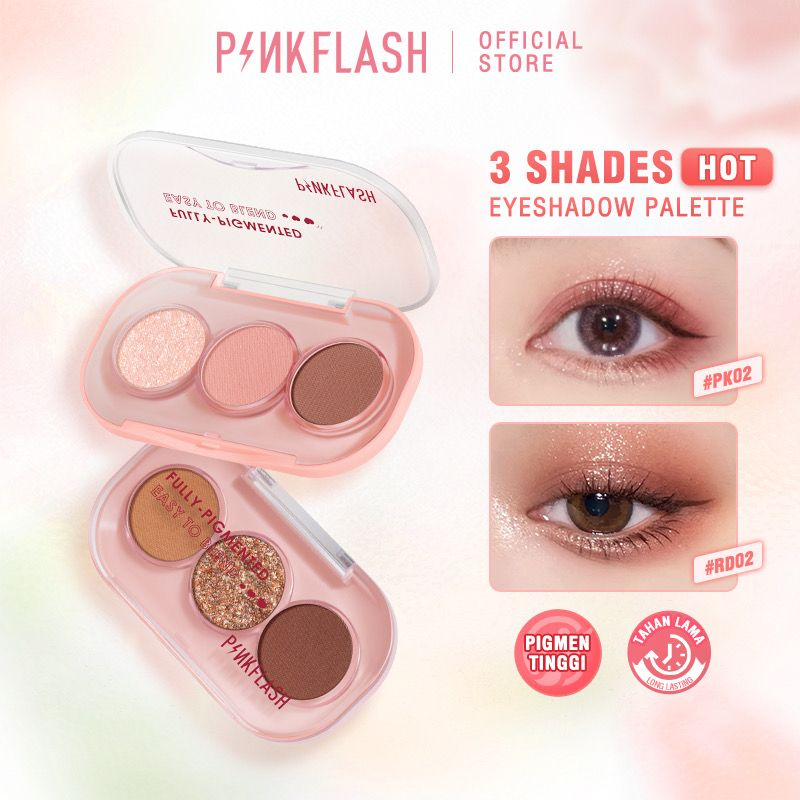 PINKFLASH
OFFICIAL
STORE
3 SHADES HOT
EYESHADOW PALETTE
PINKFLASH
EASY TO BLEND
FULLY-PIGMENTED
#PK02
#RD02
FULLY-PIGMENTED
EASY TO BLEND
PINKFLASH
PIGMEN
TINGGI
TAHAN LAMA
LONG LASTING